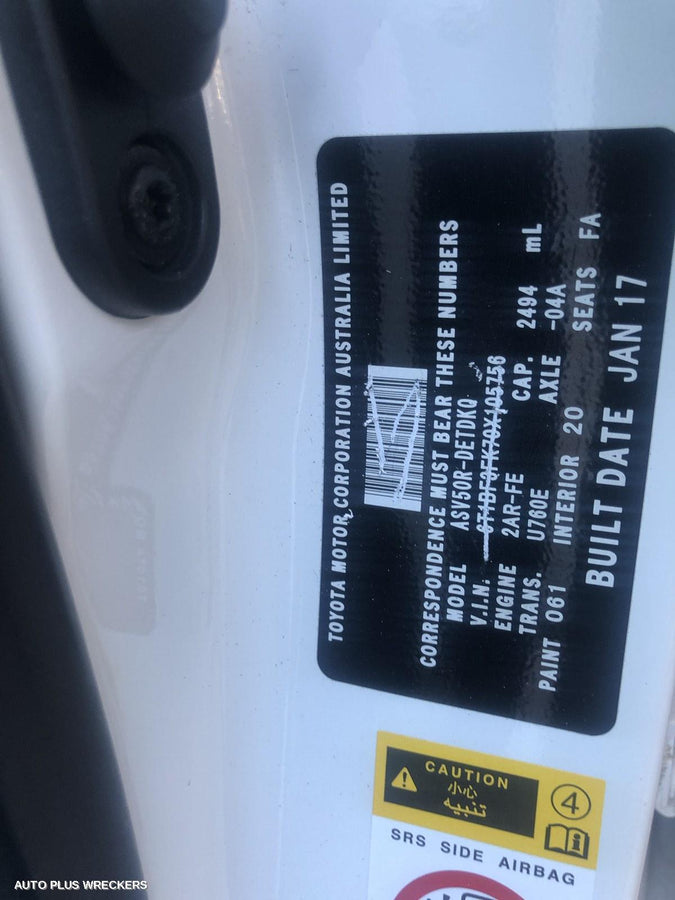 TOYOTA MOTOR CORPORATION AUSTRALIA LIMITED
CORRESPONDENCE MUST BEAR THESE NUMBERS
MODEL ASV50R-DETDKQ
V.I.N.
ENGINE 2AR-FE CAP. 2494 mL
TRANS. U760E AXLE -04A
PAINT 061 INTERIOR 20 SEATS FA
BUILT DATE JAN 17
CAUTION
小心
تنبيه
4
SRS SIDE AIRBAG
AUTO PLUS WRECKERS